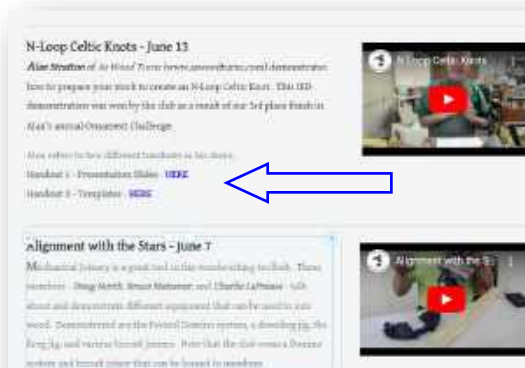 N-Loop Celtic Knots - June 13
N-Loop Celtic Knots
Alan Stratton of As Wood Turns (www.aswoodturns.com) demonstrates
how to prepare your stock to create an N-Loop Celtic Knot. This IRD
demonstration was won by the club as a result of our 3rd place finish in
Alan's annual Ornament Challenge.
Alan refers to two different handouts in his demo.
Handout 1 - Presentation Slides - HERE
Handout 2 - Templates - HERE
Alignment with the Stars - June 7
Alignment with the S
Mechanical Joinery is a great tool in the woodworking toolbox. Three
members - Doug North, and Charlie LaPrease - talk
about and demonstrate different equipment that can be used to join
wood. Demonstrated are the Festool Domino system, a doweling jig, the
jig, and various biscuit joiners. Note that the club owns a Domino
system and biscuit joiner that can be loaned to members.